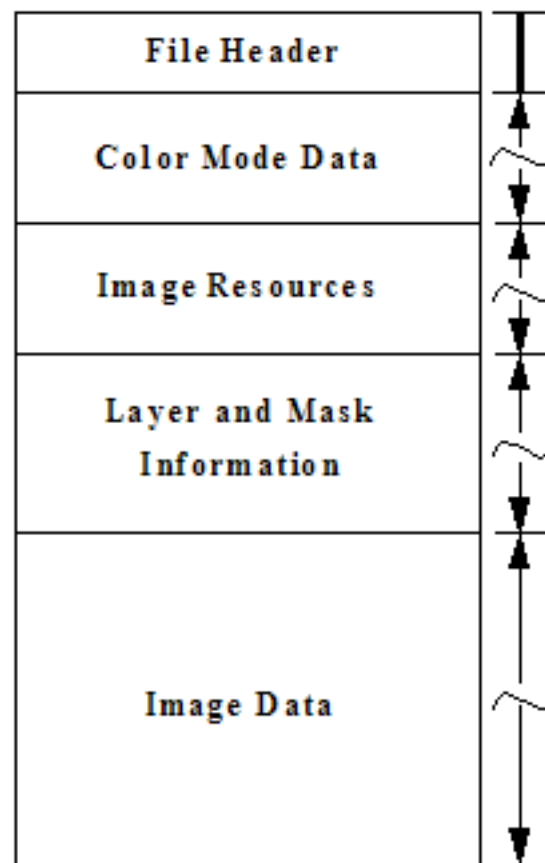 File Header
Color Mode Data
Image Resources
Layer and Mask
Information
Image Data